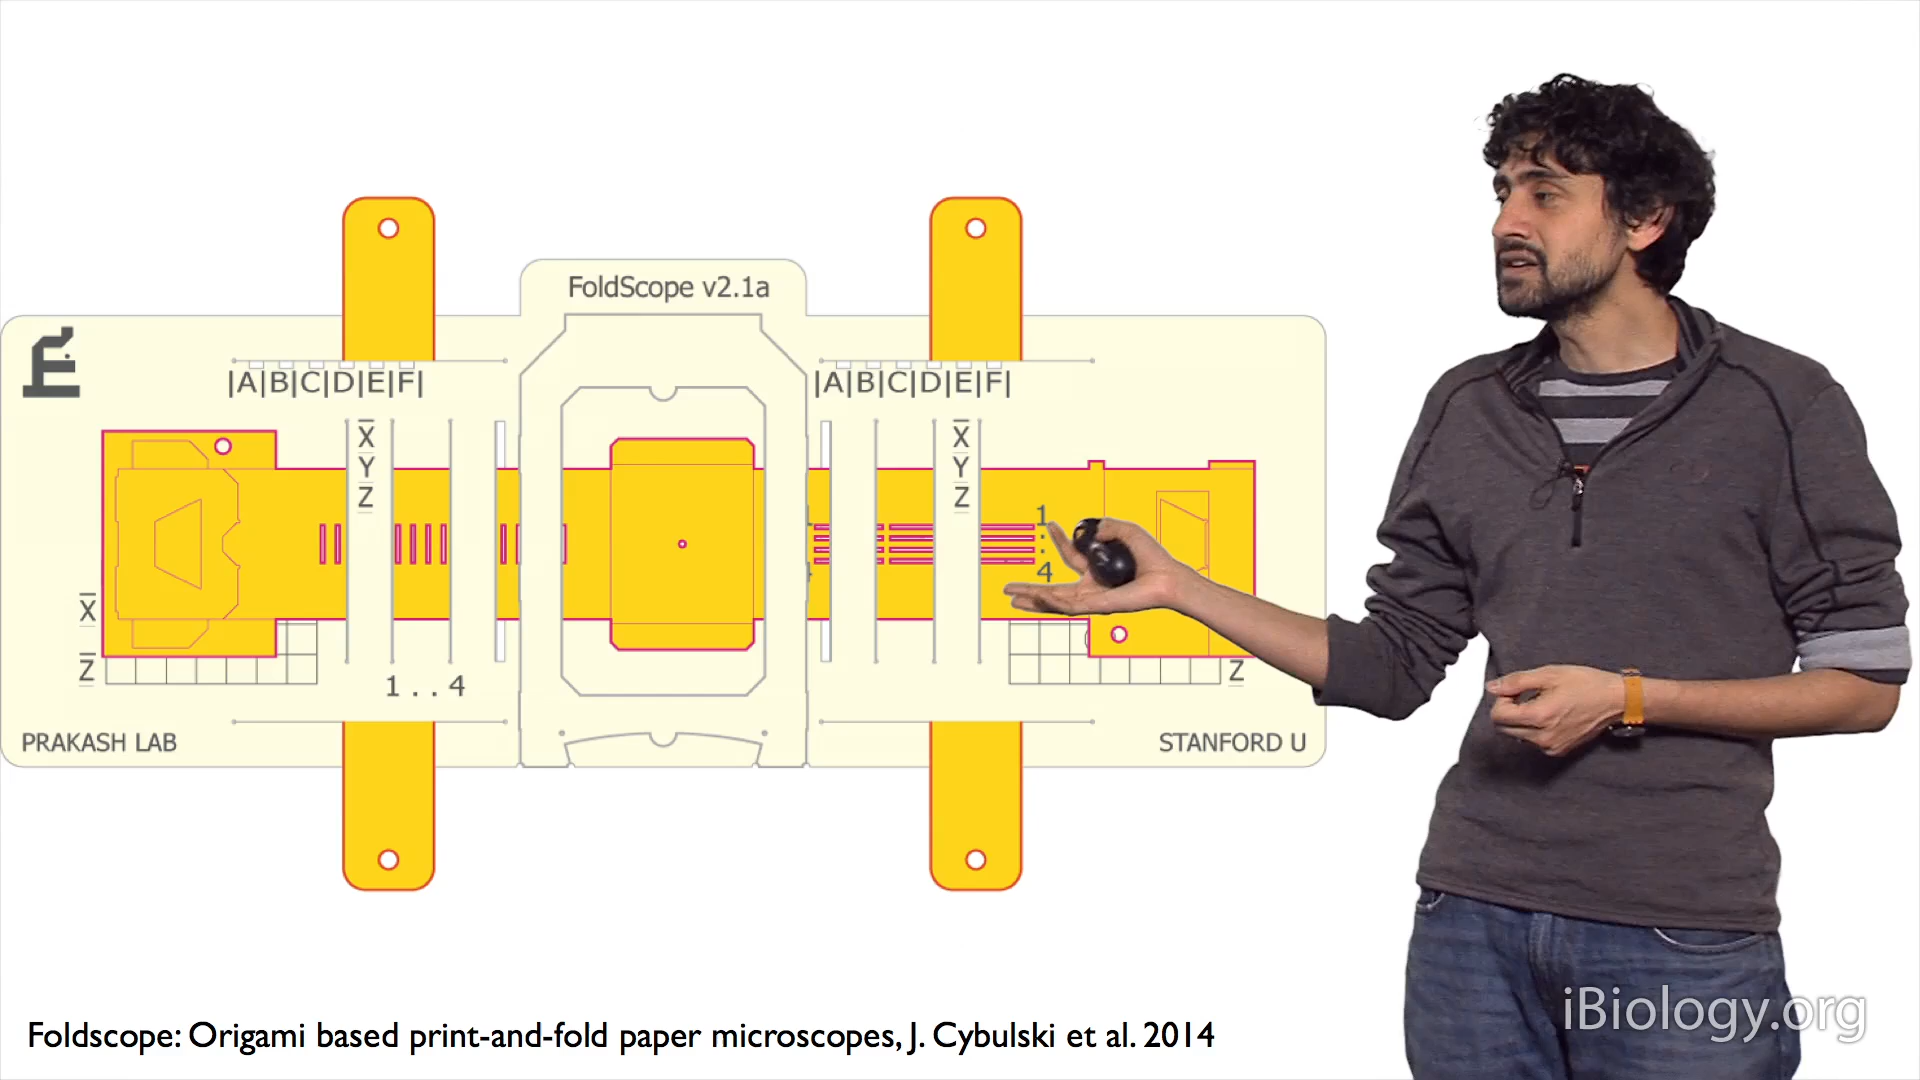 FoldScope v2.1a
|A|B|C|D|E|F|
|A|B|C|D|E|F|
X
Y
Z
X
Y
Z
1
.
.
4
X
Z
1 . . 4
Z
PRAKASH LAB
STANFORD U
Foldscope: Origami based print-and-fold paper microscopes, J. Cybulski et al. 2014
iBiology.org